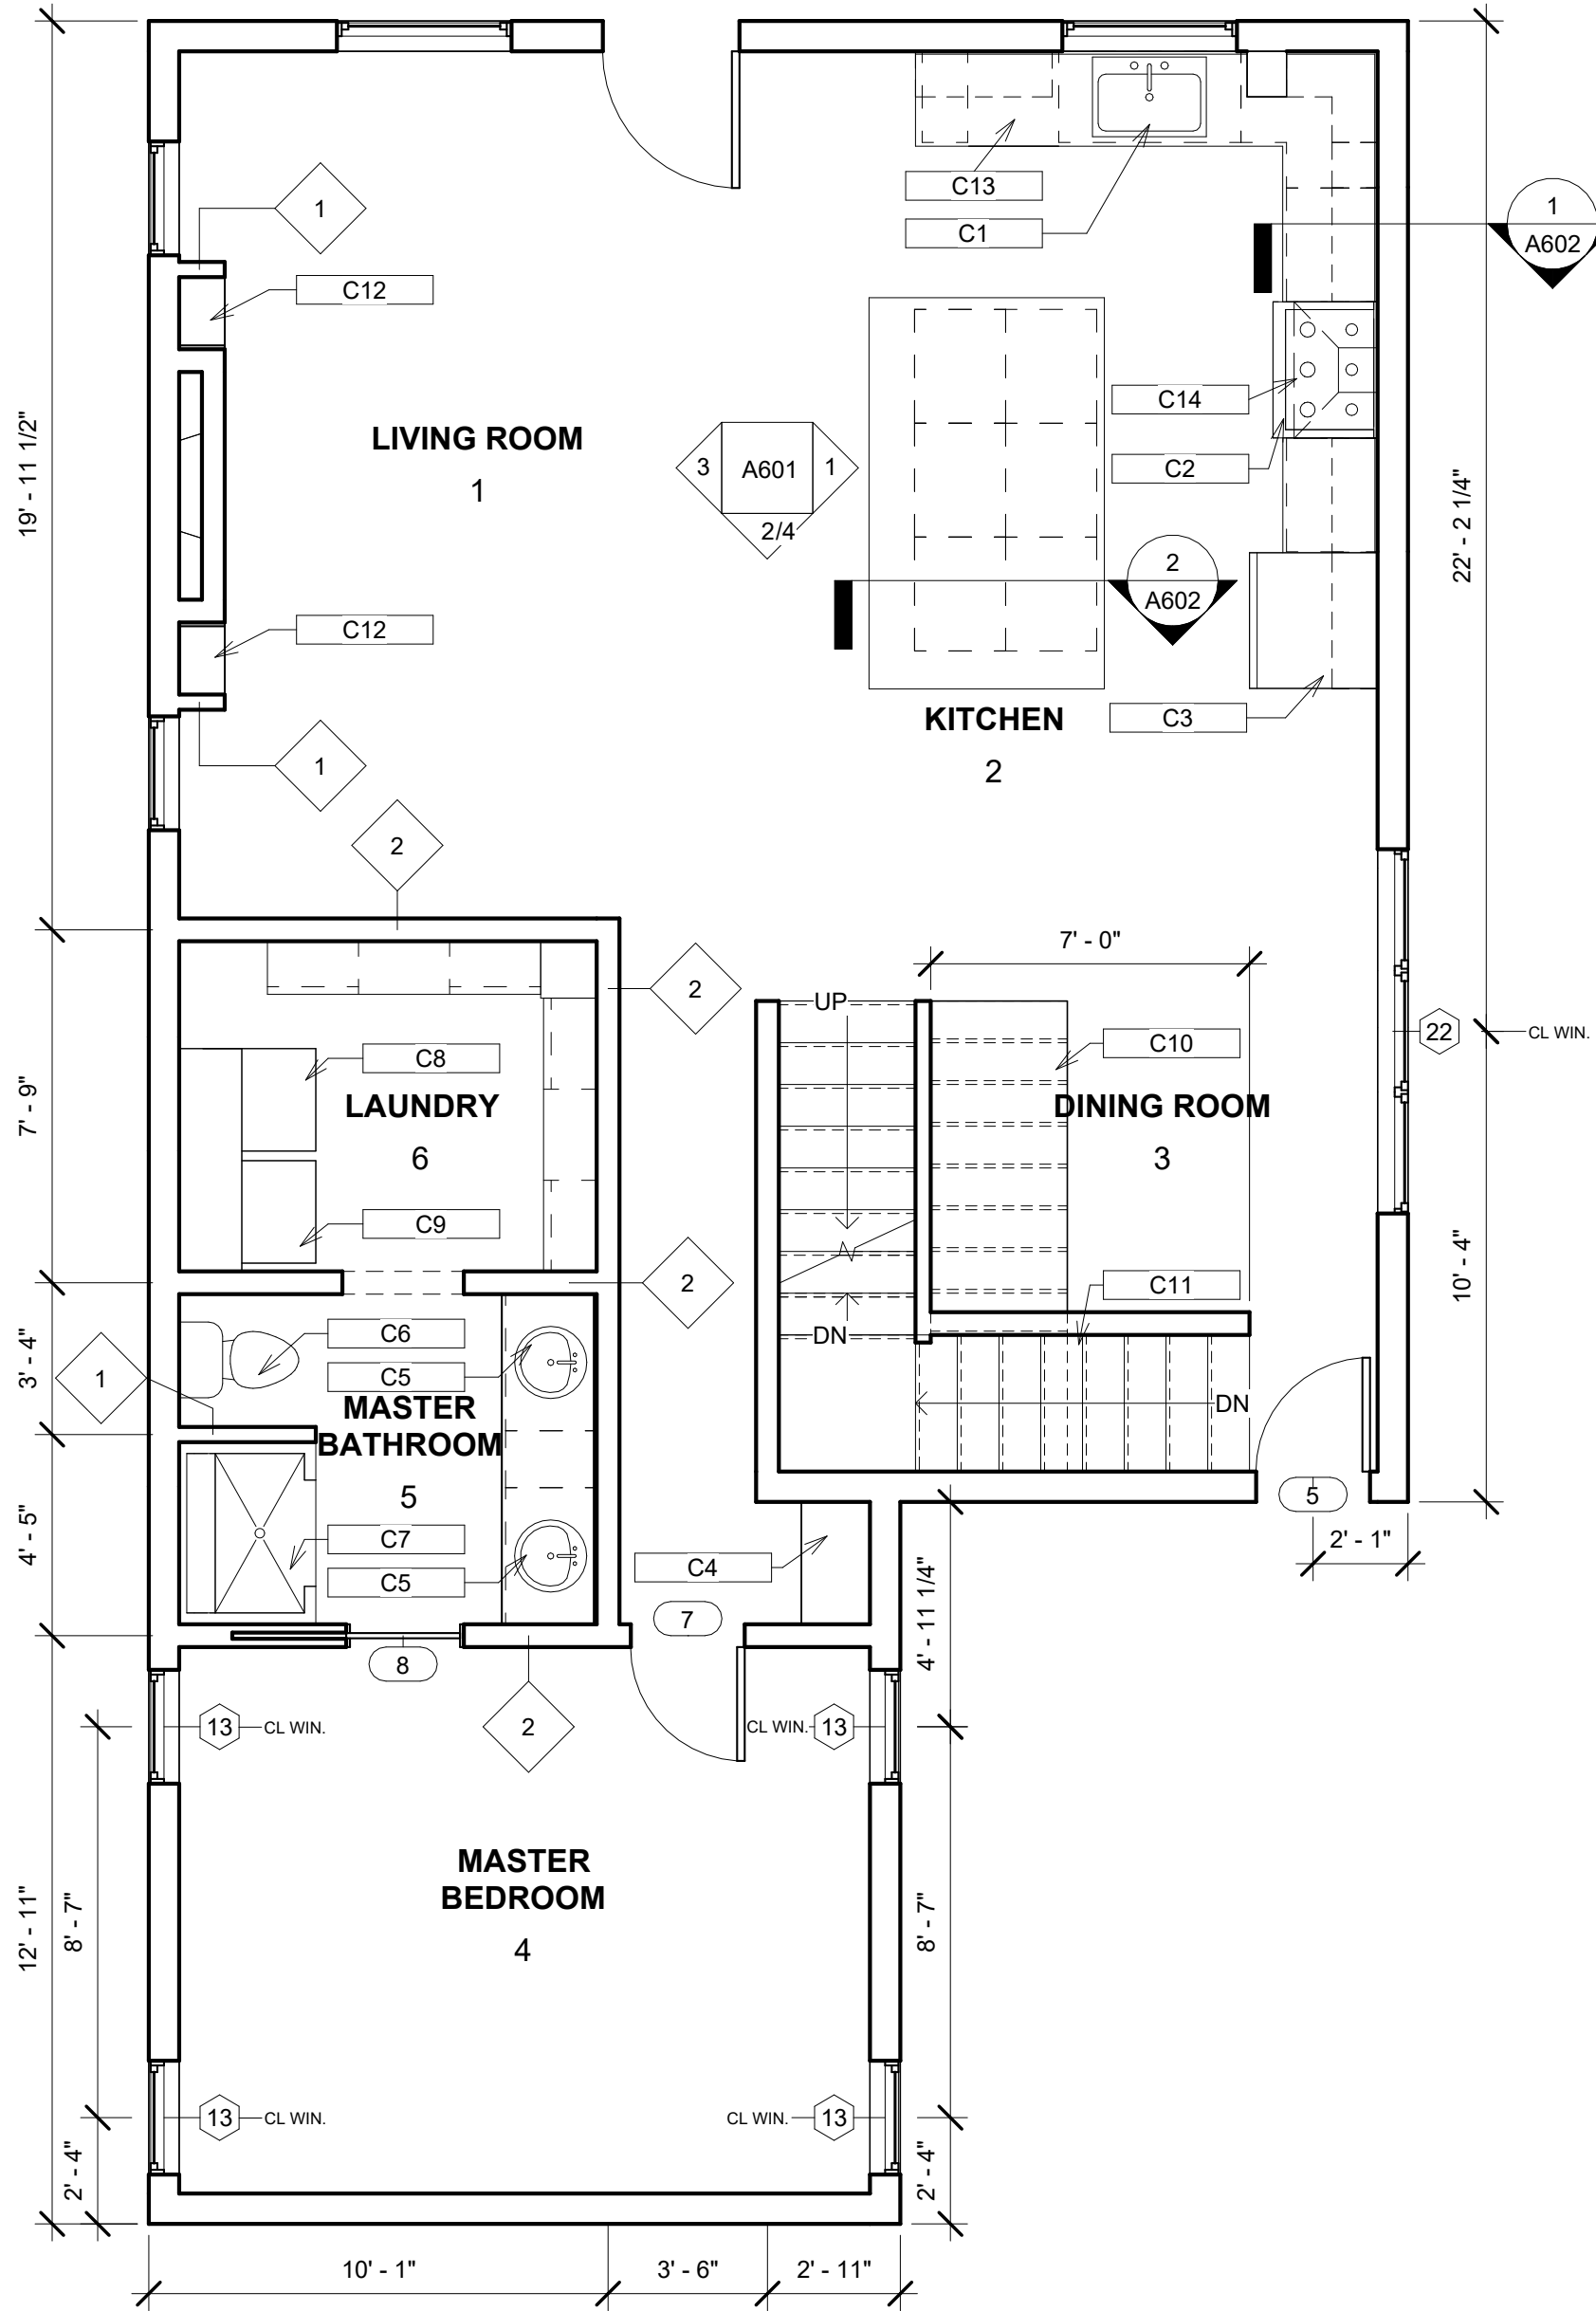 1
A602
C13
C1
1
C12
C14
19' - 11 1/2"
LIVING ROOM
1
3
A601
1
2/4
C2
22' - 2 1/4"
2
A602
C12
KITCHEN
2
C3
1
2
7' - 0"
2
UP
22
CL WIN.
C8
C10
7' - 9"
LAUNDRY
6
DINING ROOM
3
C9
10' - 4"
2
C11
DN
C6
3' - 4"
1
C5
MASTER
BATHROOM
5
DN
5
4' - 5"
C7
C5
C4
2' - 1"
7
4' - 11 1/4"
8
13
CL WIN.
2
CL WIN.
13
MASTER
BEDROOM
4
12' - 11"
8' - 7"
8' - 7"
13
CL WIN.
CL WIN.
13
2' - 4"
2' - 4"
10' - 1"
3' - 6"
2' - 11"